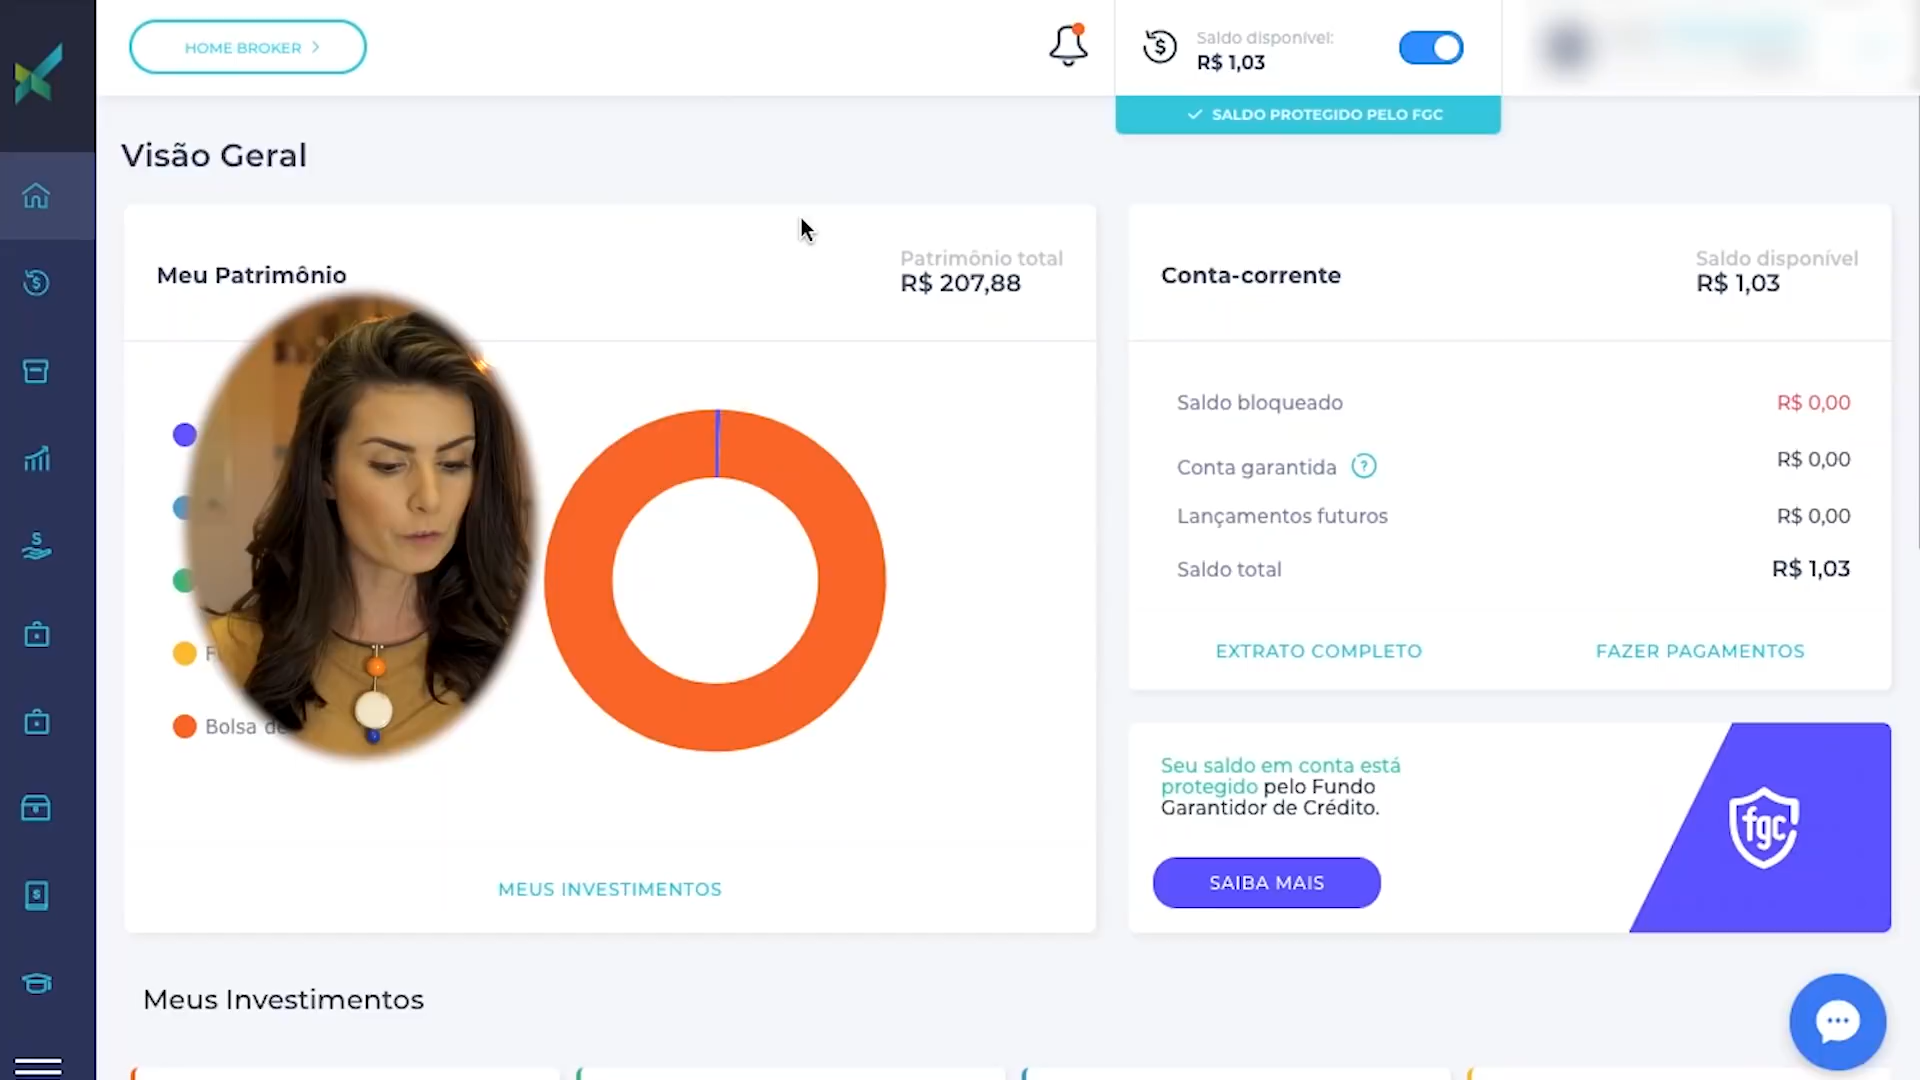 HOME BROKER
Saldo disponível:
R$ 1,03
SALDO PROTEGIDO PELO FGC
Visão Geral
Meu Patrimônio
Patrimônio total
R$ 207,88
Bolsa
MEUS INVESTIMENTOS
Conta-corrente
Saldo disponível
R$ 1,03
Saldo bloqueado
R$ 0,00
Conta garantida ?
R$ 0,00
Lançamentos futuros
R$ 0,00
Saldo total
R$ 1,03
EXTRATO COMPLETO
FAZER PAGAMENTOS
Seu saldo em conta está
protegido pelo Fundo
Garantidor de Crédito.
SAIBA MAIS
fgc
Meus Investimentos